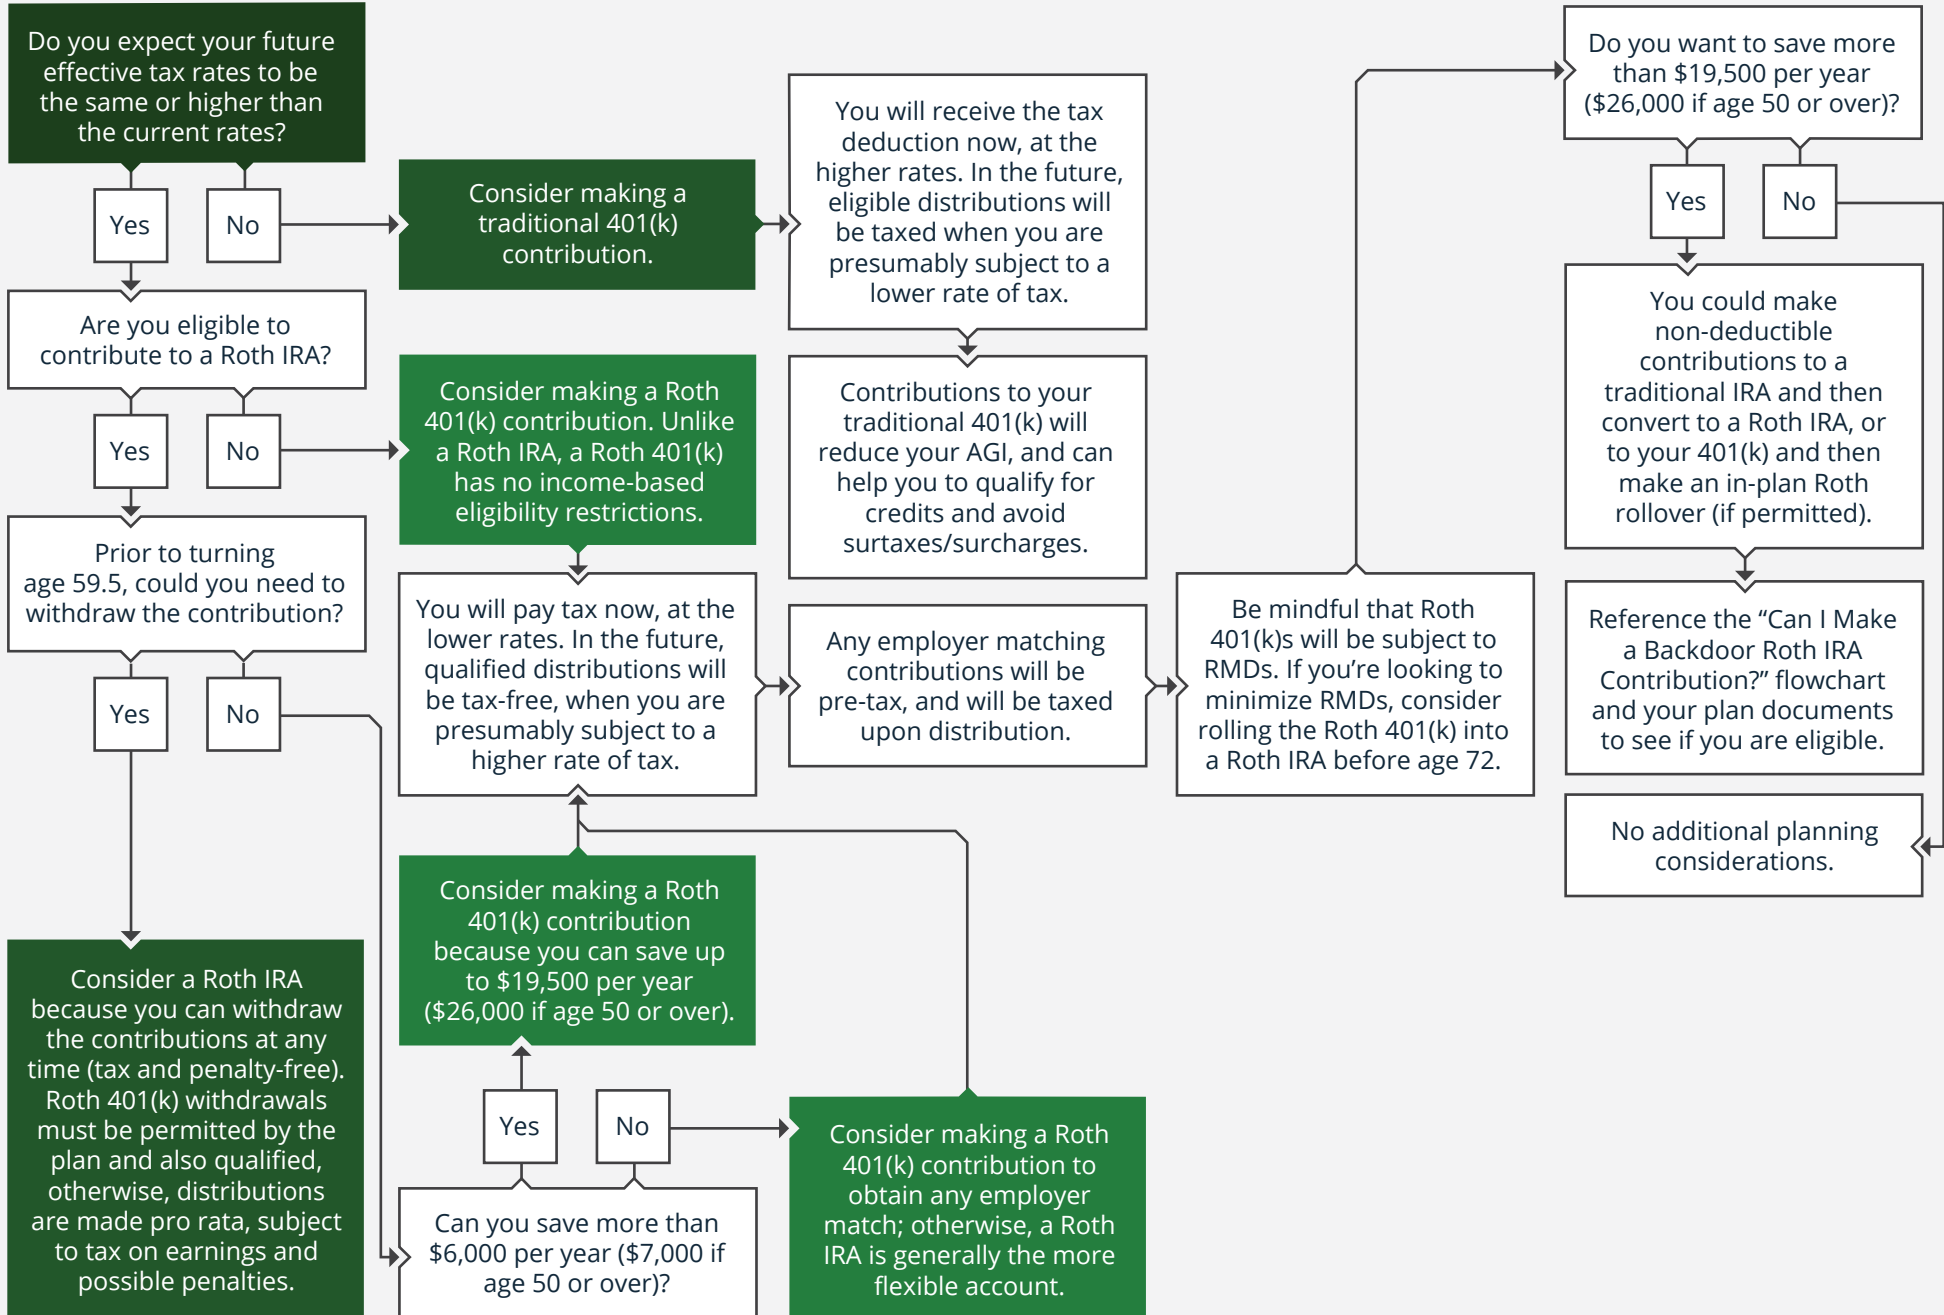 Do you expect your future
effective tax rates to be
the same or higher than
the current rates?
Yes
No
Consider making a
traditional 401(k)
contribution.
You will receive the tax
deduction now, at the
higher rates. In the future,
eligible distributions will
be taxed when you are
presumably subject to a
lower rate of tax.
Contributions to your
traditional 401(k) will
reduce your AGI, and can
help you to qualify for
credits and avoid
surtaxes/surcharges.
Are you eligible to
contribute to a Roth IRA?
Yes
No
Consider making a Roth
401(k) contribution. Unlike
a Roth IRA, a Roth 401(k)
has no income-based
eligibility restrictions.
Prior to turning
age 59.5, could you need to
withdraw the contribution?
Yes
No
Consider a Roth IRA
because you can withdraw
the contributions at any
time (tax and penalty-free).
Roth 401(k) withdrawals
must be permitted by the
plan and also qualified,
otherwise, distributions
are made pro rata, subject
to tax on earnings and
possible penalties.
Can you save more than
$6,000 per year ($7,000 if
age 50 or over)?
Yes
No
Consider making a Roth
401(k) contribution
because you can save up
to $19,500 per year
($26,000 if age 50 or over).
Consider making a Roth
401(k) contribution to
obtain any employer
match; otherwise, a Roth
IRA is generally the more
flexible account.
You will pay tax now, at the
lower rates. In the future,
qualified distributions will
be tax-free, when you are
presumably subject to a
higher rate of tax.
Any employer matching
contributions will be
pre-tax, and will be taxed
upon distribution.
Be mindful that Roth
401(k)s will be subject to
RMDs. If you’re looking to
minimize RMDs, consider
rolling the Roth 401(k) into
a Roth IRA before age 72.
Do you want to save more
than $19,500 per year
($26,000 if age 50 or over)?
Yes
No
You could make
non-deductible
contributions to a
traditional IRA and then
convert to a Roth IRA, or
to your 401(k) and then
make an in-plan Roth
rollover (if permitted).
Reference the “Can I Make
a Backdoor Roth IRA
Contribution?” flowchart
and your plan documents
to see if you are eligible.
No additional planning
considerations.